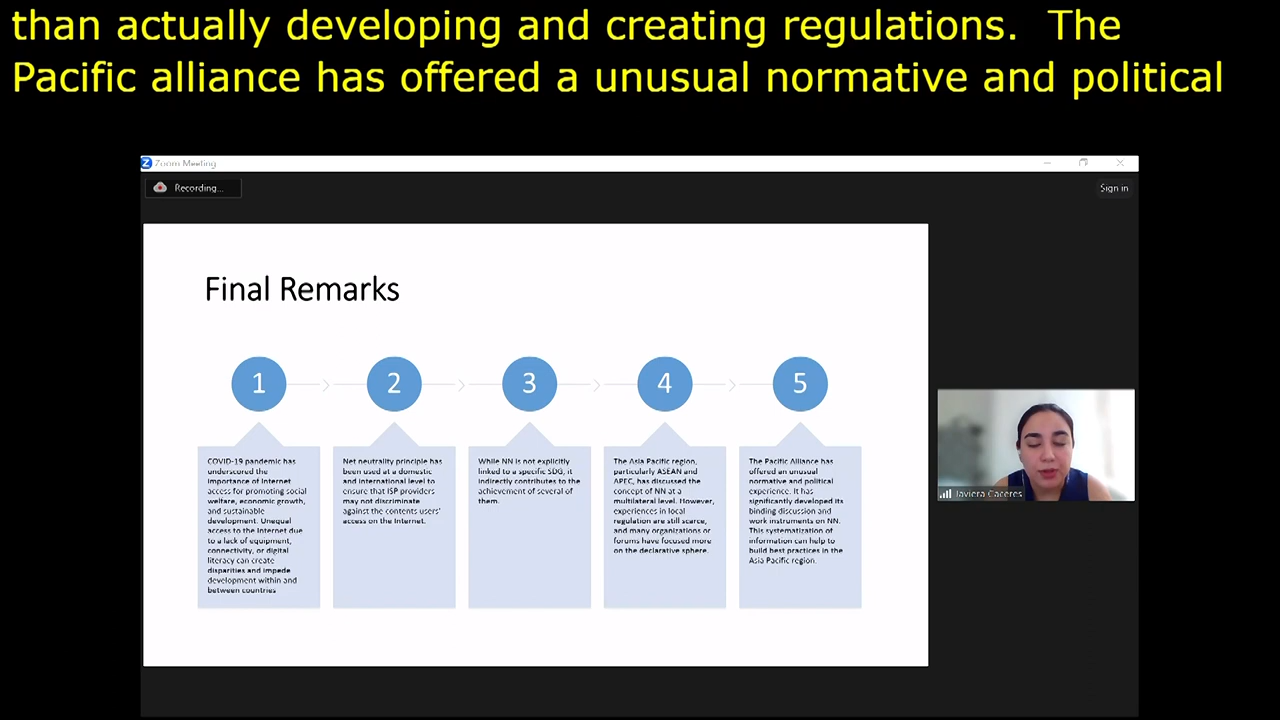 than actually developing and creating regulations. The
Pacific alliance has offered a unusual normative and political
Zoom Meeting
Recording...
Sign in
Final Remarks
1
2
3
4
5
COVID-19 pandemic has
underscored the
importance of Internet
access for promoting social
welfare, economic growth,
and sustainable
development. Unequal
access to the Internet due
to a lack of equipment,
connectivity, or digital
literacy can create
disparities and impede
development within and
between countries
Net neutrality principle has
been used at a domestic
and international level to
ensure that ISP providers
may not discriminate
against the contents users'
access on the Internet.
While NN is not explicitly
linked to a specific SDG, it
indirectly contributes to the
achievement of several of
them.
The Asia Pacific region,
particularly ASEAN and
APEC, has discussed the
concept of NN at a
multilateral level. However,
experiences in local
regulation are still scarce,
and many organizations or
forums have focused more
on the declarative sphere.
The Pacific Alliance has
offered an unusual
normative and political
experience. It has
significantly developed its
binding discussion and
work instruments on NN.
This systematization of
information can help to
build best practices in the
Asia Pacific region.
Javiera Caceres